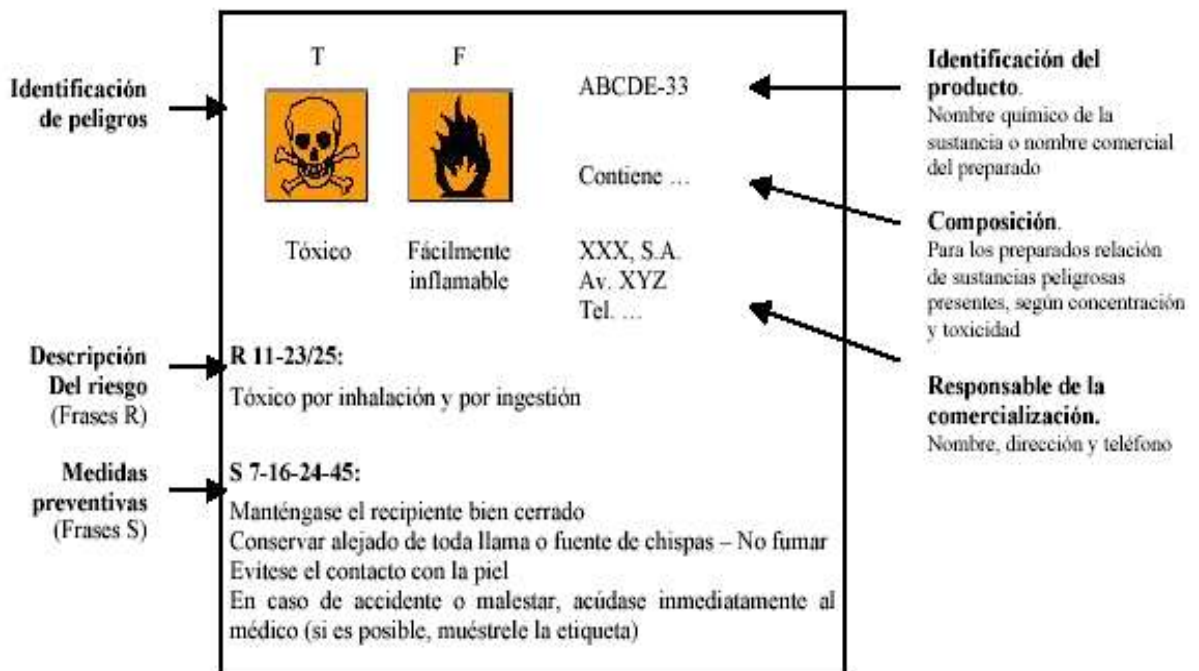 Identificación
de peligros
T
F
Tóxico
Fácilmente
inflamable
ABCDE-33
Contiene ...
XXX, S.A.
Av. XYZ
Tel. ...
Identificación del
producto.
Nombre químico de la
sustancia o nombre comercial
del preparado
Composición.
Para los preparados relación
de sustancias peligrosas
presentes, según concentración
y toxicidad
Responsable de la
comercialización.
Nombre, dirección y teléfono
Descripción
Del riesgo
(Frases R)
R 11-23/25:
Tóxico por inhalación y por ingestión
Medidas
preventivas
(Frases S)
S 7-16-24-45:
Manténgase el recipiente bien cerrado
Conservar alejado de toda llama o fuente de chispas – No fumar
Evítese el contacto con la piel
En caso de accidente o malestar, acúdase inmediatamente al
médico (si es posible, muéstrele la etiqueta)